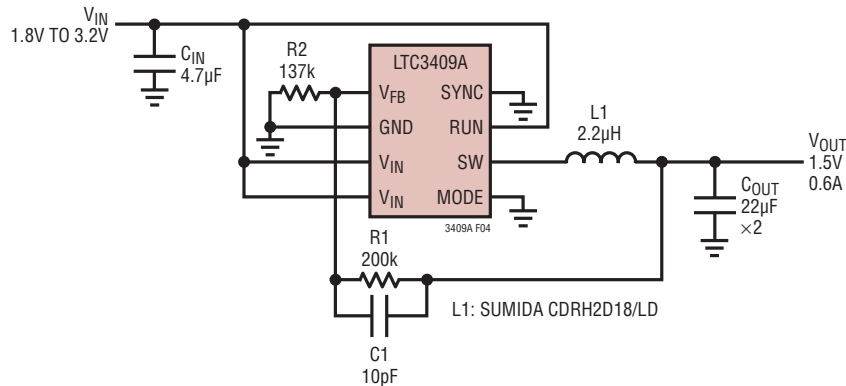 VIN
1.8V TO 3.2V
CIN
4.7µF
R2
137k
LTC3409A
VFB
GND
VIN
VIN
SYNC
RUN
SW
MODE
3409A F04
L1
2.2µH
VOUT
1.5V
0.6A
COUT
22µF
×2
R1
200k
C1
10pF
L1: SUMIDA CDRH2D18/LD